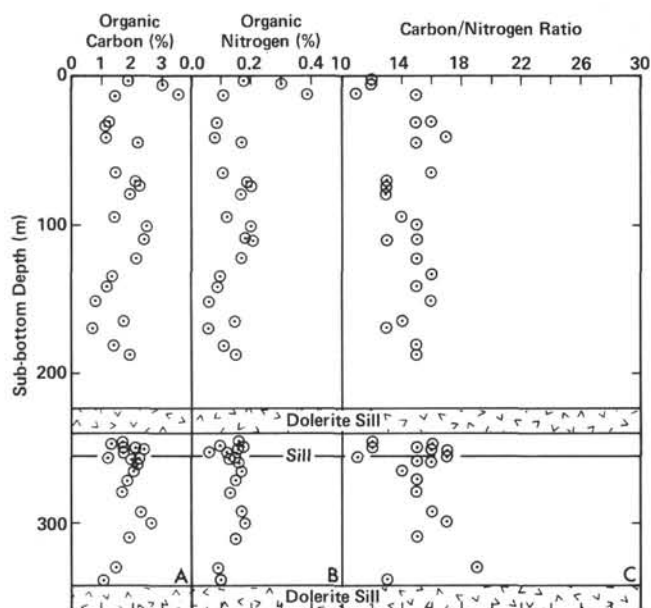 Organic Organic
Carbon (%) Nitrogen (%) Carbon/Nitrogen Ratio
0 1 2 3 0.0 0.2 0.4 10 14 18 22 26 30
0
100
200
300
Sub-bottom Depth (m)
Dolerite Sill
Sill
A B C
Dolerite Sill